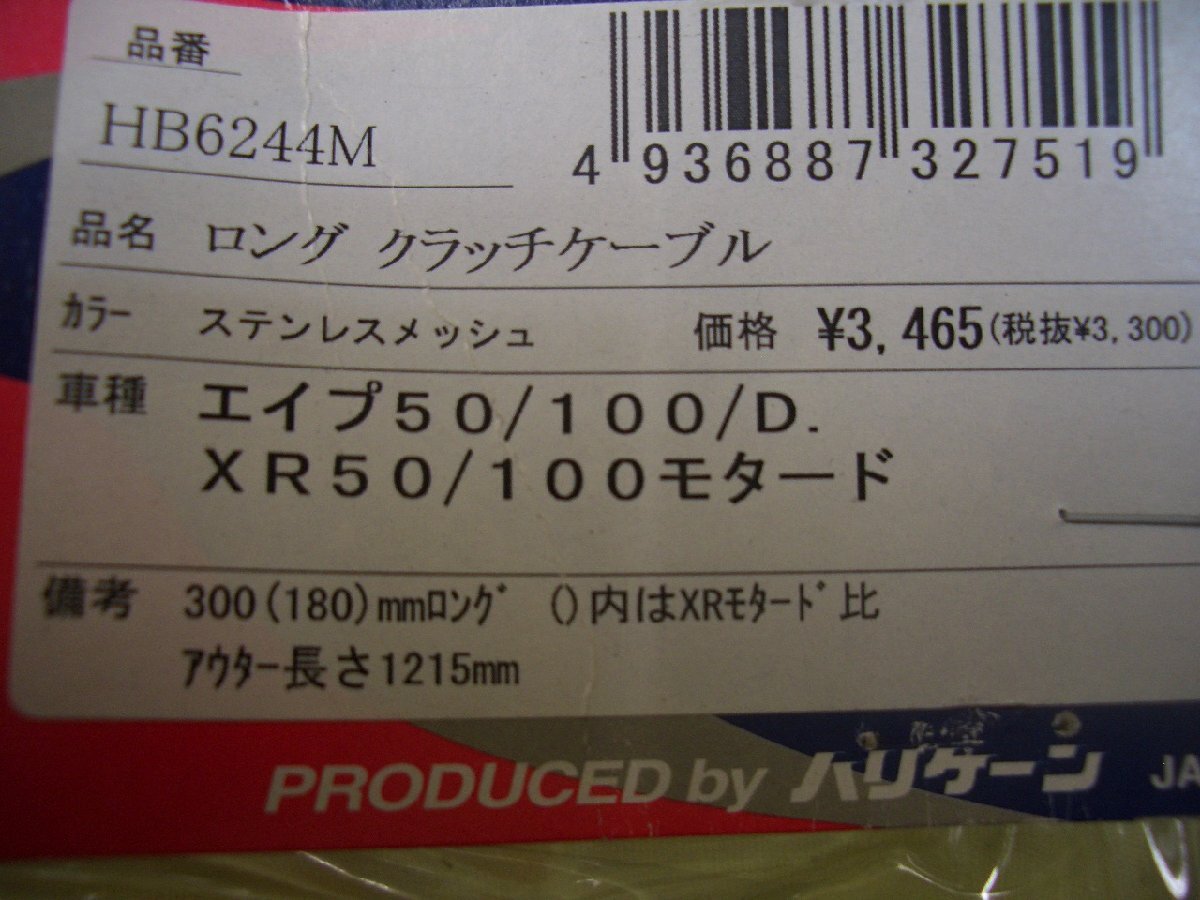 品番
HB6244M
4 936887 327519
品名 ロング クラッチケーブル
ｶﾗｰ ステンレスメッシュ 価格 ¥3,465(税抜¥3,300)
車種 エイプ50/100/D.
XR50/100モタード
備考 300(180)mmﾛﾝｸﾞ ()内はXRﾓﾀｰﾄﾞ比
ｱｳﾀｰ長さ1215mm
PRODUCED by ハリケーン JA